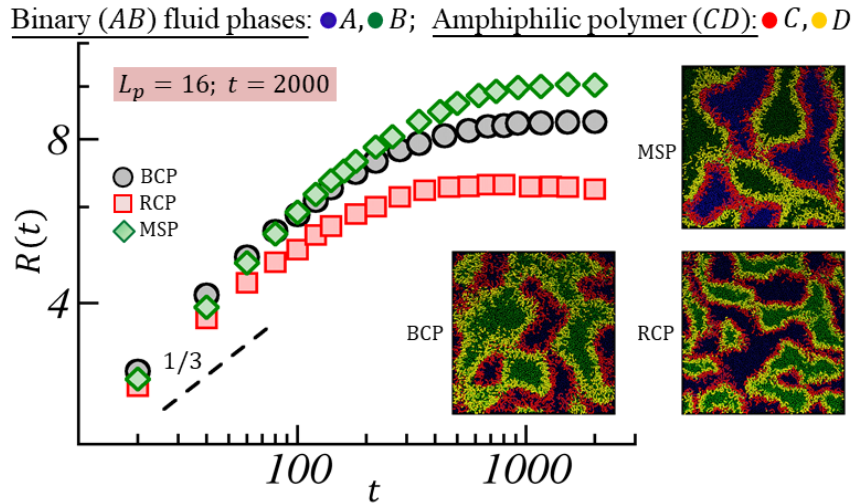 Binary (AB) fluid phases: A, B; Amphiphilic polymer (CD): C, D
L_p = 16; t = 2000
MSP
8
BCP
RCP
MSP
R(t)
4
1/3
BCP
RCP
100
1000
t